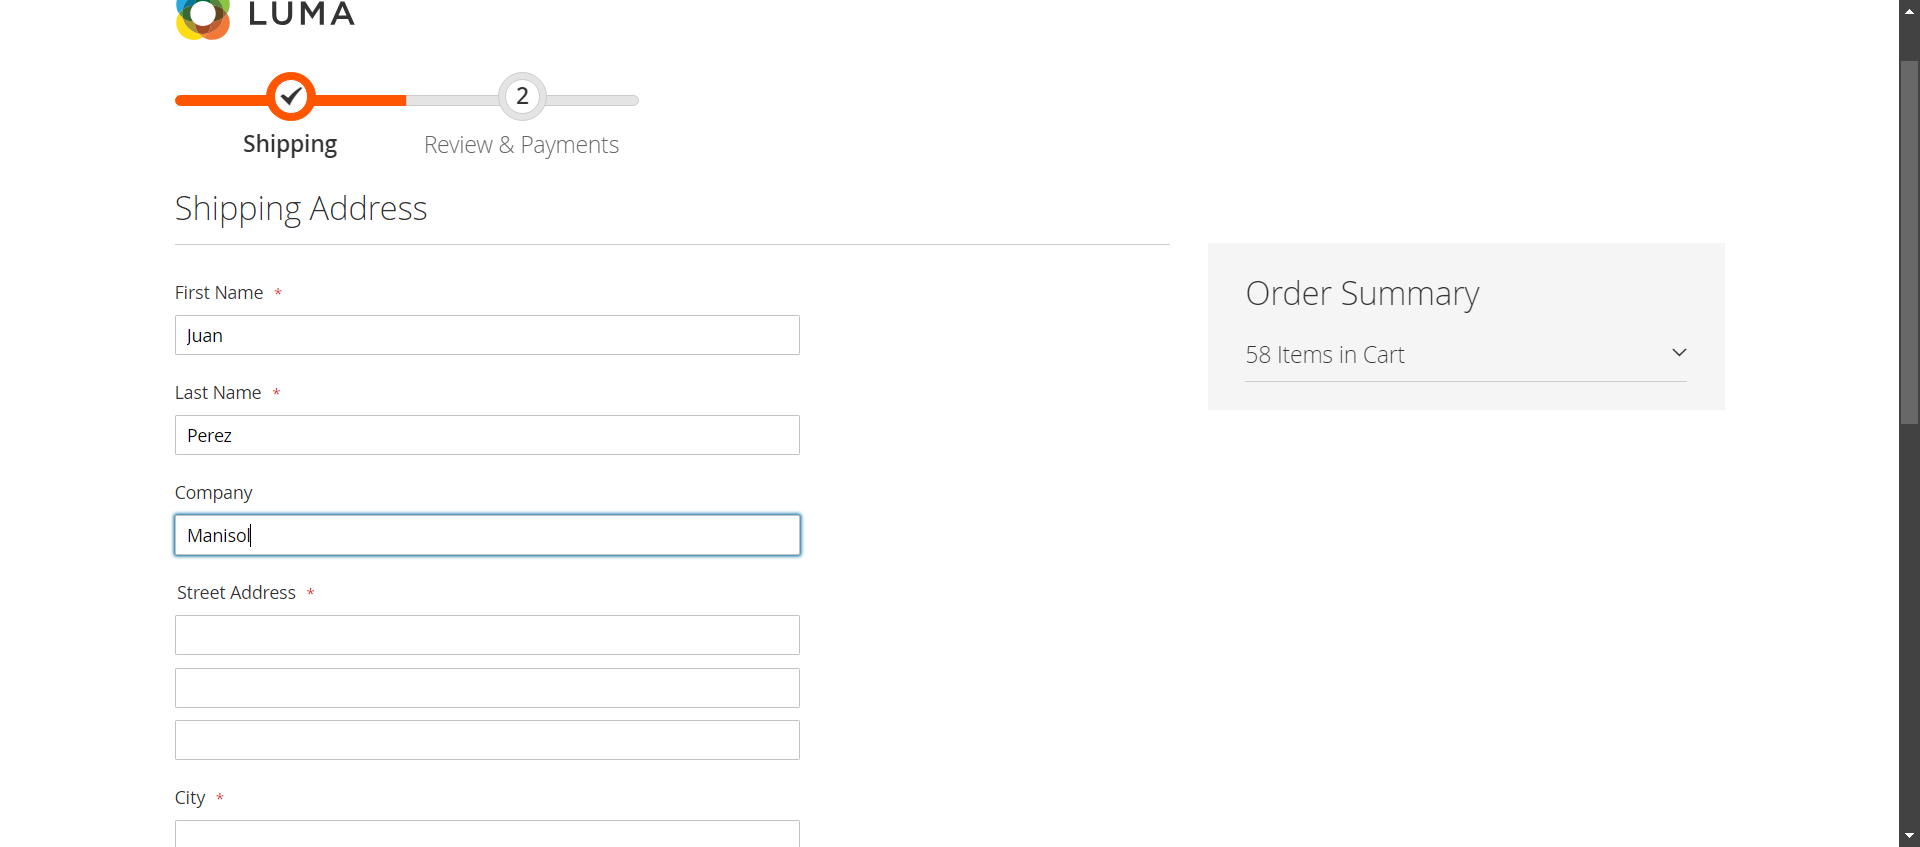 LUMA
2
Shipping
Review & Payments
Shipping Address
First Name *
Juan
Last Name *
Perez
Company
Manisol
Street Address *
City *
Order Summary
58 Items in Cart